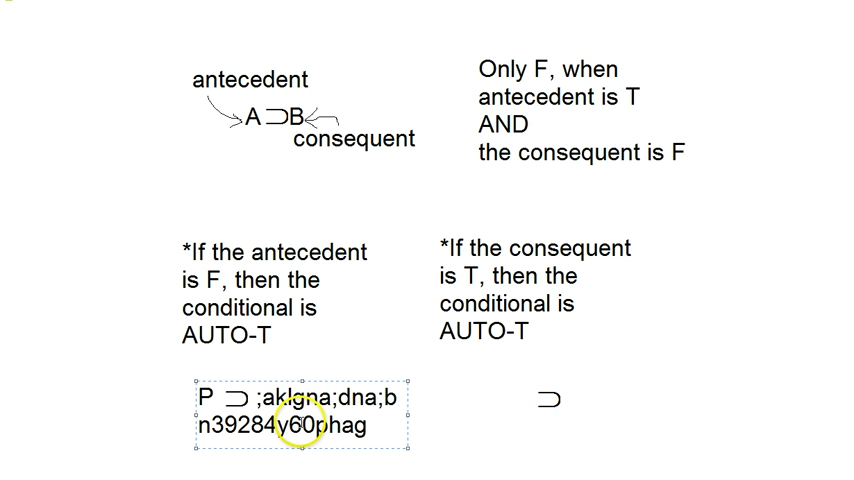 antecedent
A ⊃ B
consequent
Only F, when
antecedent is T
AND
the consequent is F
*If the antecedent
is F, then the
conditional is
AUTO-T
*If the consequent
is T, then the
conditional is
AUTO-T
P ⊃ ;aklgna;dna;b
n39284y60phag
⊃